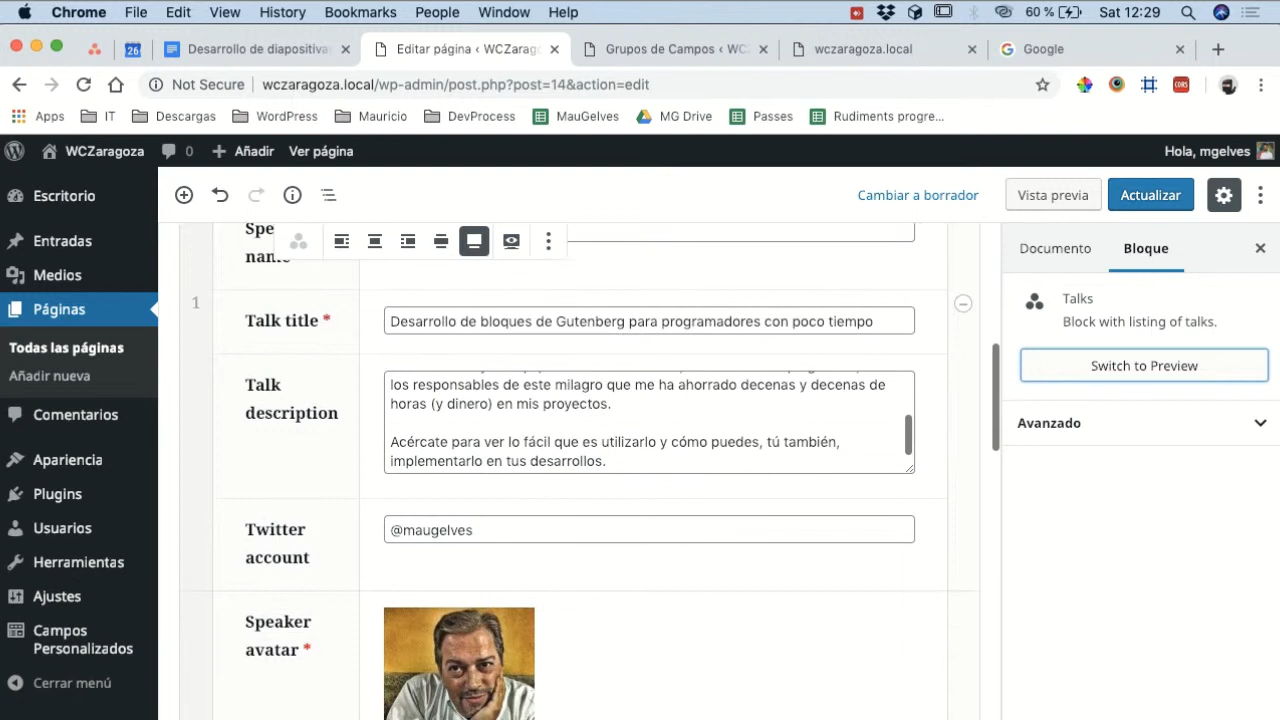 Chrome File Edit View History Bookmarks People Window Help 60 % Sat 12:29
26 Desarrollo de diapositiva Editar página ‹ WCZarag Grupos de Campos ‹ WC wczaragoza.local Google
Not Secure wczaragoza.local/wp-admin/post.php?post=14&action=edit
Apps IT Descargas WordPress Mauricio DevProcess MauGelves MG Drive Passes Rudiments progre...
WCZaragoza 0 Añadir Ver página Hola, mgelves
Escritorio
Entradas
Medios
Páginas
Todas las páginas
Añadir nueva
Comentarios
Apariencia
Plugins
Usuarios
Herramientas
Ajustes
Campos
Personalizados
Cerrar menú
Cambiar a borrador Vista previa Actualizar
name
1
Talk title *
Desarrollo de bloques de Gutenberg para programadores con poco tiempo
Talk
description
los responsables de este milagro que me ha ahorrado decenas y decenas de
horas (y dinero) en mis proyectos.
Acércate para ver lo fácil que es utilizarlo y cómo puedes, tú también,
implementarlo en tus desarrollos.
Twitter
account
@maugelves
Speaker
avatar *
Documento Bloque
Talks
Block with listing of talks.
Switch to Preview
Avanzado